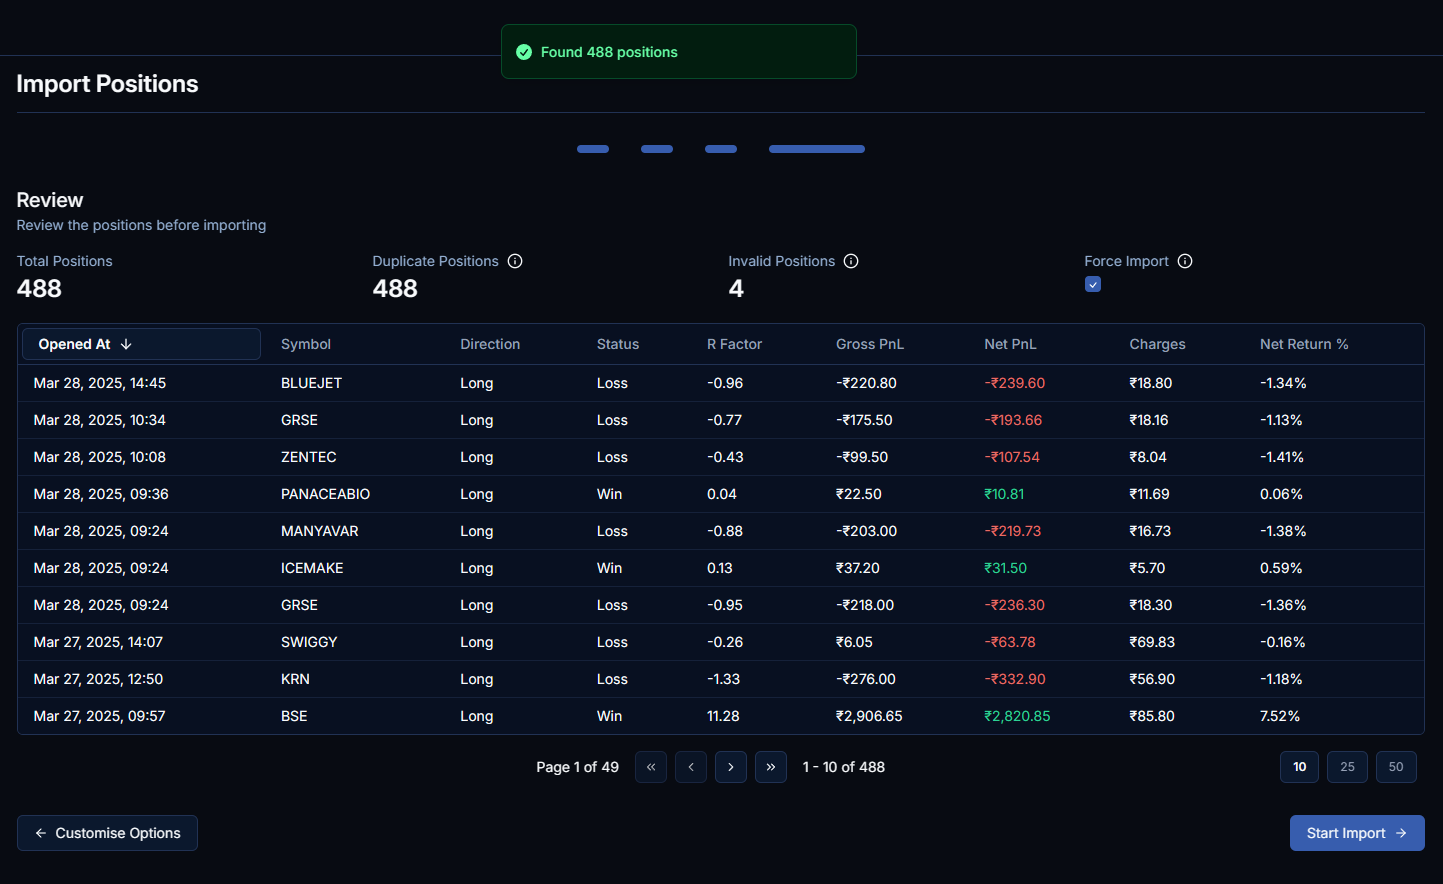 Found 488 positions
Import Positions
Review
Review the positions before importing
Total Positions Duplicate Positions Invalid Positions Force Import
488 488 4
Opened At Symbol Direction Status R Factor Gross PnL Net PnL Charges Net Return %
Mar 28, 2025, 14:45 BLUEJET Long Loss -0.96 -₹220.80 -₹239.60 ₹18.80 -1.34%
Mar 28, 2025, 10:34 GRSE Long Loss -0.77 -₹175.50 -₹193.66 ₹18.16 -1.13%
Mar 28, 2025, 10:08 ZENTEC Long Loss -0.43 -₹99.50 -₹107.54 ₹8.04 -1.41%
Mar 28, 2025, 09:36 PANACEABIO Long Win 0.04 ₹22.50 ₹10.81 ₹11.69 0.06%
Mar 28, 2025, 09:24 MANYAVAR Long Loss -0.88 -₹203.00 -₹219.73 ₹16.73 -1.38%
Mar 28, 2025, 09:24 ICEMAKE Long Win 0.13 ₹37.20 ₹31.50 ₹5.70 0.59%
Mar 28, 2025, 09:24 GRSE Long Loss -0.95 -₹218.00 -₹236.30 ₹18.30 -1.36%
Mar 27, 2025, 14:07 SWIGGY Long Loss -0.26 ₹6.05 -₹63.78 ₹69.83 -0.16%
Mar 27, 2025, 12:50 KRN Long Loss -1.33 -₹276.00 -₹332.90 ₹56.90 -1.18%
Mar 27, 2025, 09:57 BSE Long Win 11.28 ₹2,906.65 ₹2,820.85 ₹85.80 7.52%
Page 1 of 49 1 - 10 of 488 10 25 50
Customise Options Start Import